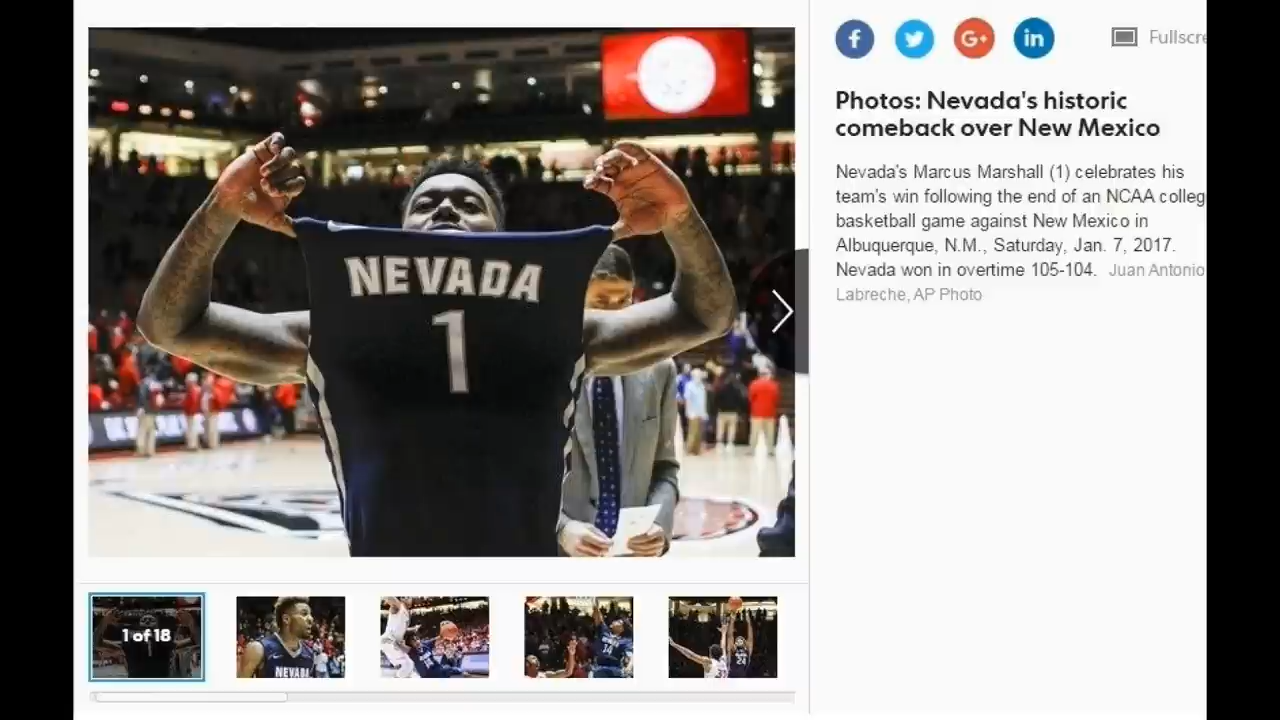 Fullscre
Photos: Nevada's historic
comeback over New Mexico
Nevada's Marcus Marshall (1) celebrates his
team's win following the end of an NCAA colleg
basketball game against New Mexico in
Albuquerque, N.M., Saturday, Jan. 7, 2017.
Nevada won in overtime 105-104. Juan Antonio
Labreche, AP Photo
NEVADA
1
1 of 18
NEVADA
14
24